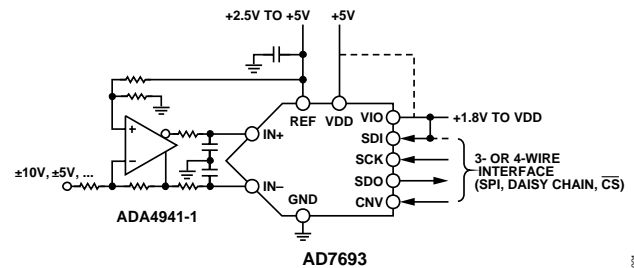 +2.5V TO +5V
+5V
REF
VDD
VIO
+1.8V TO VDD
SDI
SCK
SDO
CNV
3- OR 4-WIRE
INTERFACE
(SPI, DAISY CHAIN, CS)
IN+
IN–
GND
+
–
±10V, ±5V, ...
ADA4941-1
AD7693